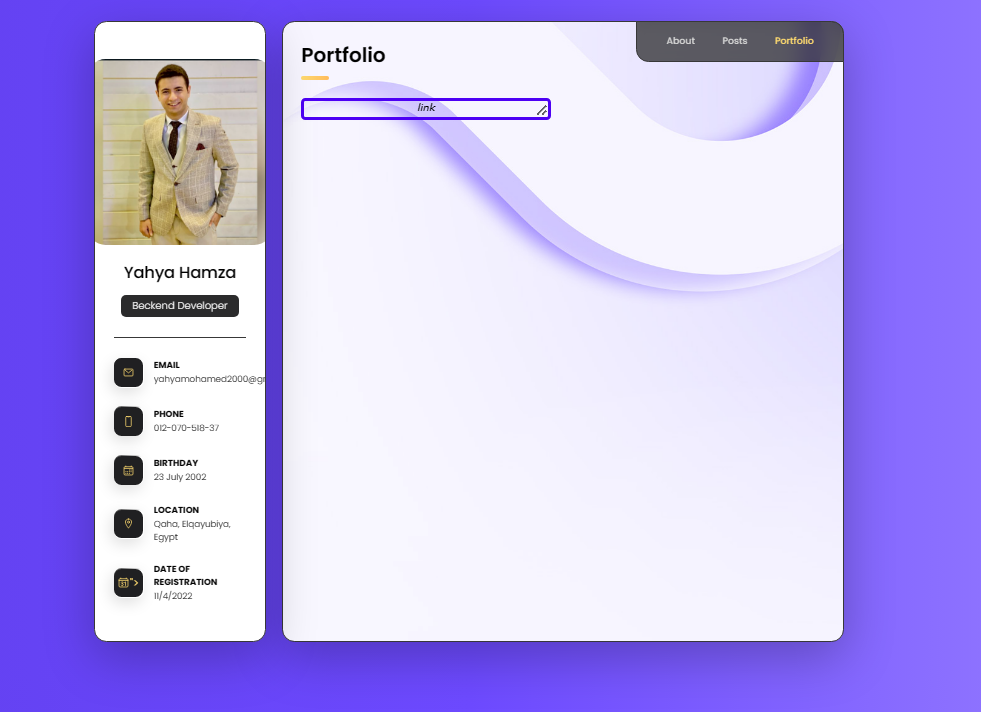 About
Posts
Portfolio
Portfolio
link
Yahya Hamza
Beckend Developer
EMAIL
yahyamohamed2000@gr
PHONE
012-070-518-37
BIRTHDAY
23 July 2002
LOCATION
Qaha, Elqayubiya,
Egypt
DATE OF
REGISTRATION
11/4/2022